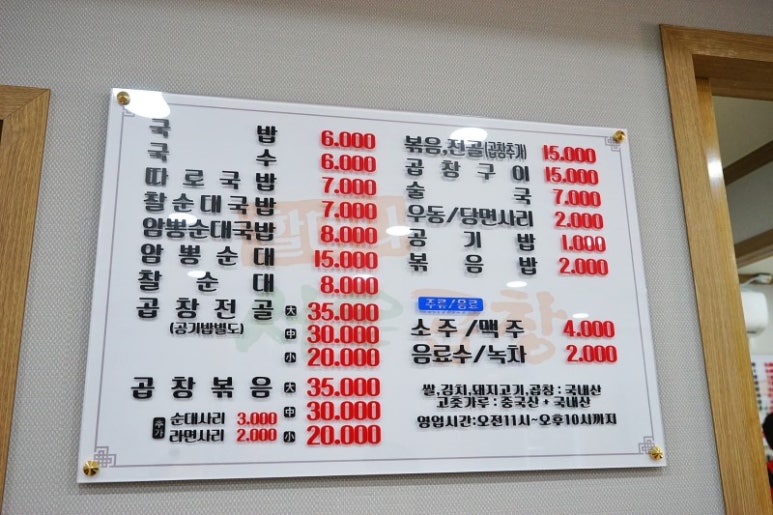 국밥 6.000
국수 6.000
따로국밥 7.000
찰순대국밥 7.000
암뽕순대국밥 8.000
암뽕순대 15.000
찰순대 8.000
곱창전골 大 35.000
(공기밥별도) 中 30.000
小 20.000
곱창볶음 大 35.000
추가 순대사리 3.000 中 30.000
라면사리 2.000 小 20.000
볶음,전골(곱창추가) 15.000
곱창구이 15.000
술국 7.000
우동/당면사리 2.000
공기밥 1.000
볶음밥 2.000
주류/음료
소주/맥주 4.000
음료수/녹차 2.000
쌀,김치,돼지고기,곱창 : 국내산
고춧가루 : 중국산 + 국내산
영업시간:오전11시~오후10시까지